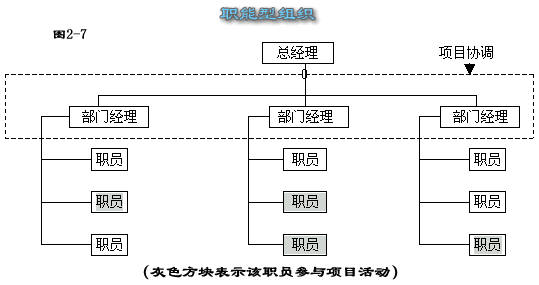 职能型组织
图2-7
总经理
项目协调
部门经理 部门经理 部门经理
职员 职员 职员
职员 职员 职员
职员 职员 职员
(灰色方块表示该职员参与项目活动)